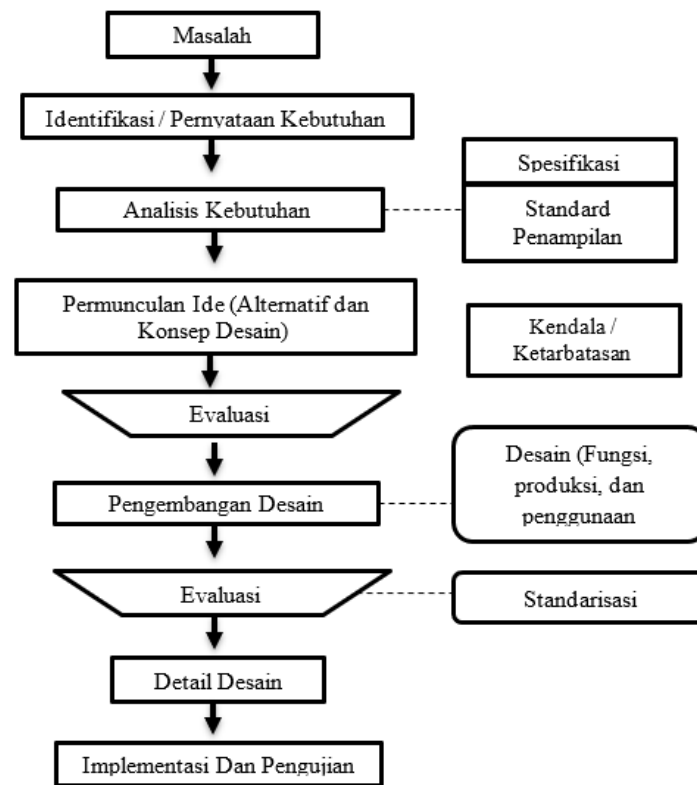 Masalah
Identifikasi / Pernyataan Kebutuhan
Spesifikasi
Analisis Kebutuhan
Standard
Penampilan
Permunculan Ide (Alternatif dan
Konsep Desain)
Kendala /
Ketarbatasan
Evaluasi
Desain (Fungsi,
produksi, dan
penggunaan
Pengembangan Desain
Evaluasi
Standarisasi
Detail Desain
Implementasi Dan Pengujian